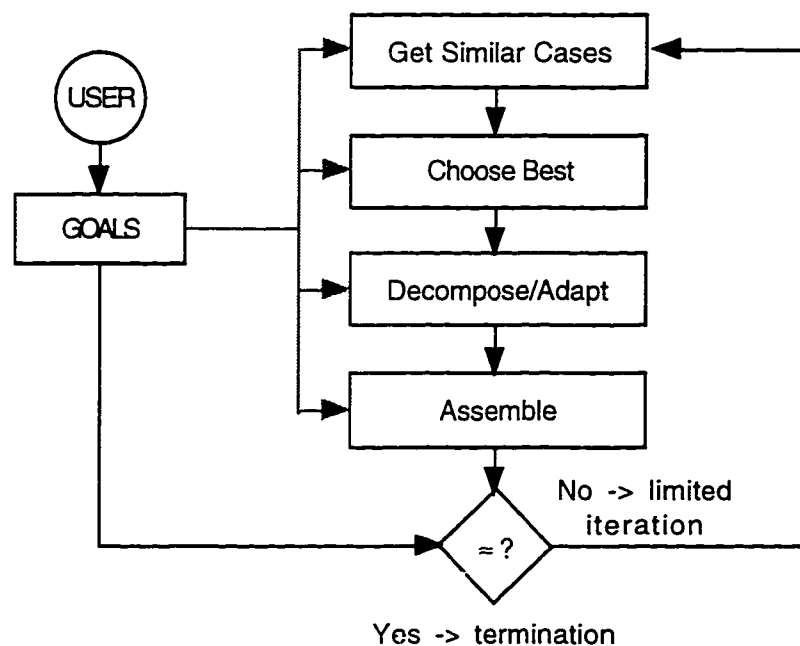 Get Similar Cases
USER
Choose Best
GOALS
Decompose/Adapt
Assemble
No -> limited
iteration
≈ ?
Yes -> termination